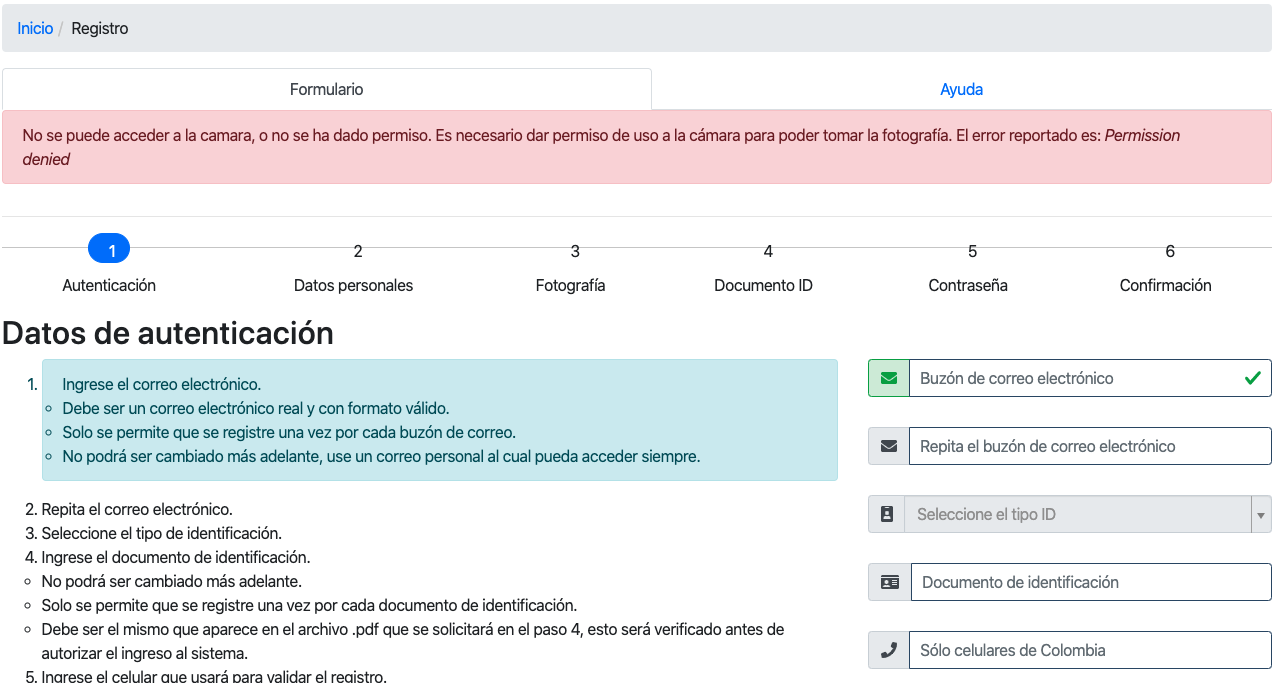 Inicio / Registro
Formulario
Ayuda
No se puede acceder a la camara, o no se ha dado permiso. Es necesario dar permiso de uso a la cámara para poder tomar la fotografía. El error reportado es: Permission
denied
1 2 3 4 5 6
Autenticación Datos personales Fotografía Documento ID Contraseña Confirmación
Datos de autenticación
1. Ingrese el correo electrónico.
Debe ser un correo electrónico real y con formato válido.
Solo se permite que se registre una vez por cada buzón de correo.
No podrá ser cambiado más adelante, use un correo personal al cual pueda acceder siempre.
2. Repita el correo electrónico.
3. Seleccione el tipo de identificación.
4. Ingrese el documento de identificación.
No podrá ser cambiado más adelante.
Solo se permite que se registre una vez por cada documento de identificación.
Debe ser el mismo que aparece en el archivo .pdf que se solicitará en el paso 4, esto será verificado antes de
autorizar el ingreso al sistema.
5. Ingrese el celular que usará para validar el registro.
Buzón de correo electrónico
Repita el buzón de correo electrónico
Seleccione el tipo ID
Documento de identificación
Sólo celulares de Colombia